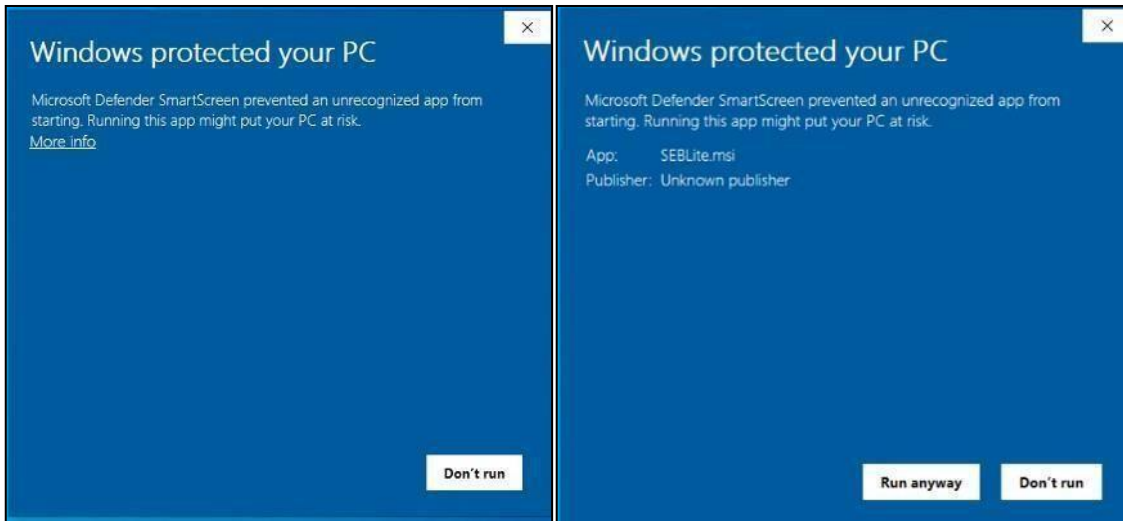 Windows protected your PC
Microsoft Defender SmartScreen prevented an unrecognized app from
starting. Running this app might put your PC at risk.
More info
Don't run
Windows protected your PC
Microsoft Defender SmartScreen prevented an unrecognized app from
starting. Running this app might put your PC at risk.
App: SEBLite.msi
Publisher: Unknown publisher
Run anyway Don't run